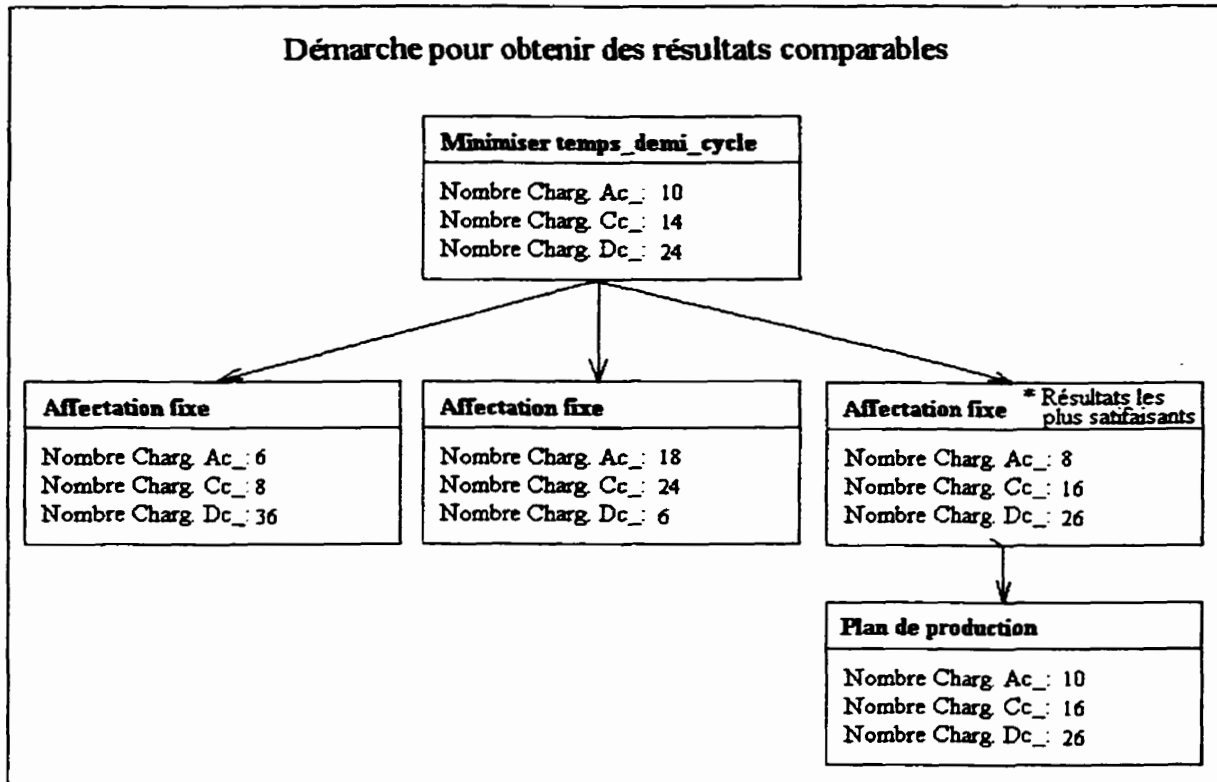 Démarche pour obtenir des résultats comparables
Minimiser temps_demi_cycle
Nombre Charg. Ac_: 10
Nombre Charg. Cc_: 14
Nombre Charg. Dc_: 24
Affectation fixe
Nombre Charg. Ac_: 6
Nombre Charg. Cc_: 8
Nombre Charg. Dc_: 36
Affectation fixe
Nombre Charg. Ac_: 18
Nombre Charg. Cc_: 24
Nombre Charg. Dc_: 6
Affectation fixe
* Résultats les
plus satifaisants
Nombre Charg. Ac_: 8
Nombre Charg. Cc_: 16
Nombre Charg. Dc_: 26
Plan de production
Nombre Charg. Ac_: 10
Nombre Charg. Cc_: 16
Nombre Charg. Dc_: 26